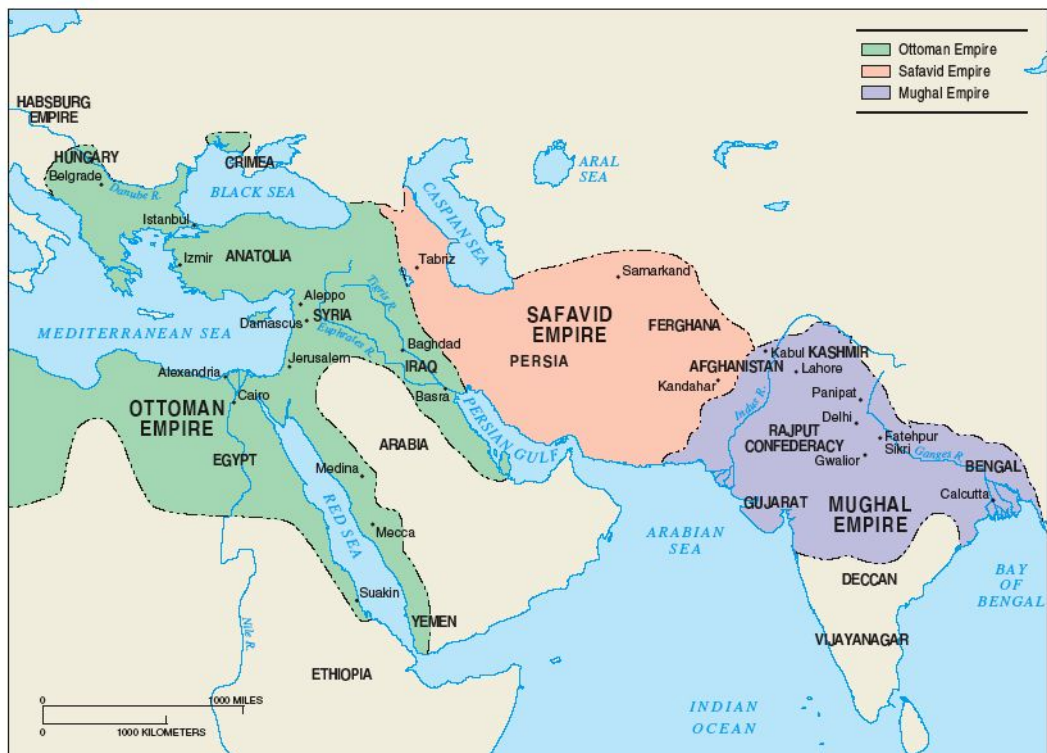 Ottoman Empire
Safavid Empire
Mughal Empire
HABSBURG
EMPIRE
HUNGARY
Belgrade
Danube R.
CRIMEA
BLACK SEA
Istanbul
Izmir
ANATOLIA
CASPIAN SEA
ARAL
SEA
Tabriz
Samarkand
Aleppo
SYRIA
Damascus
Tigris R.
Euphrates R.
MEDITERRANEAN SEA
SAFAVID
EMPIRE
PERSIA
FERGHANA
Baghdad
IRAQ
Basra
Jerusalem
Alexandria
Cairo
AFGHANISTAN
Kandahar
Kabul
KASHMIR
Lahore
Indus R.
Panipat
Delhi
RAJPUT
CONFEDERACY
Fatehpur
Sikri
Ganges R.
Gwalior
BENGAL
Calcutta
OTTOMAN
EMPIRE
EGYPT
ARABIA
PERSIAN GULF
Medina
RED SEA
Mecca
GUJARAT
MUGHAL
EMPIRE
ARABIAN
SEA
BAY
OF
BENGAL
DECCAN
Suakin
YEMEN
Nile R.
VIJAYANAGAR
ETHIOPIA
INDIAN
OCEAN
0
1000 MILES
0
1000 KILOMETERS